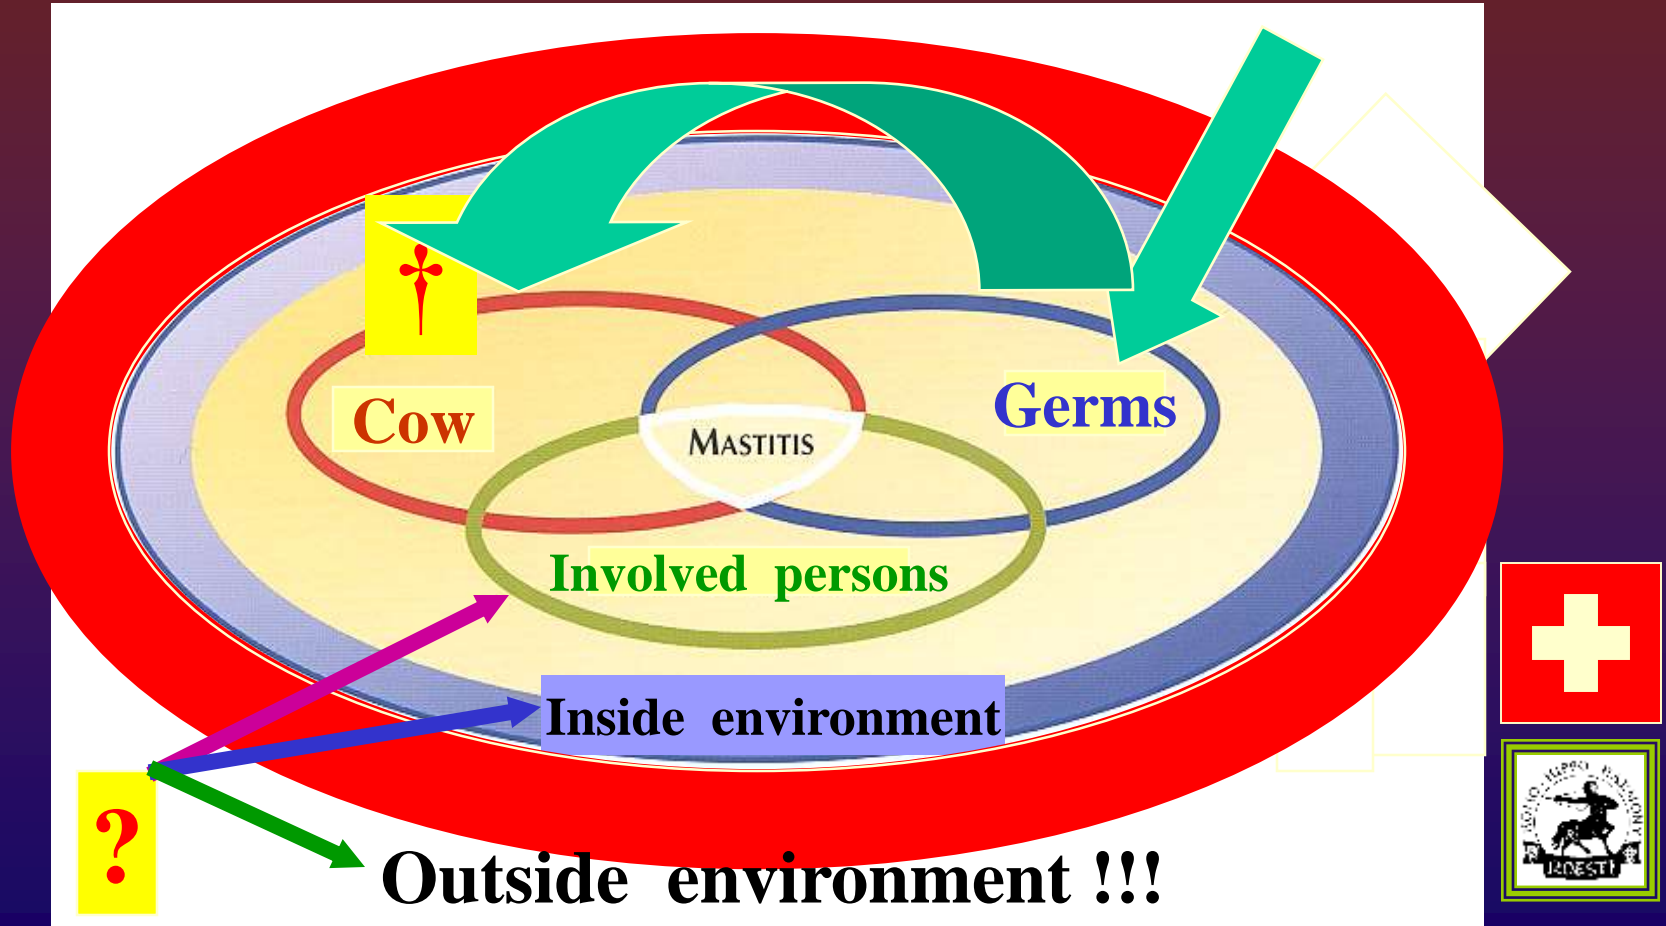 †
Cow
Germs
MASTITIS
Involved persons
Inside environment
?
Outside environment !!!